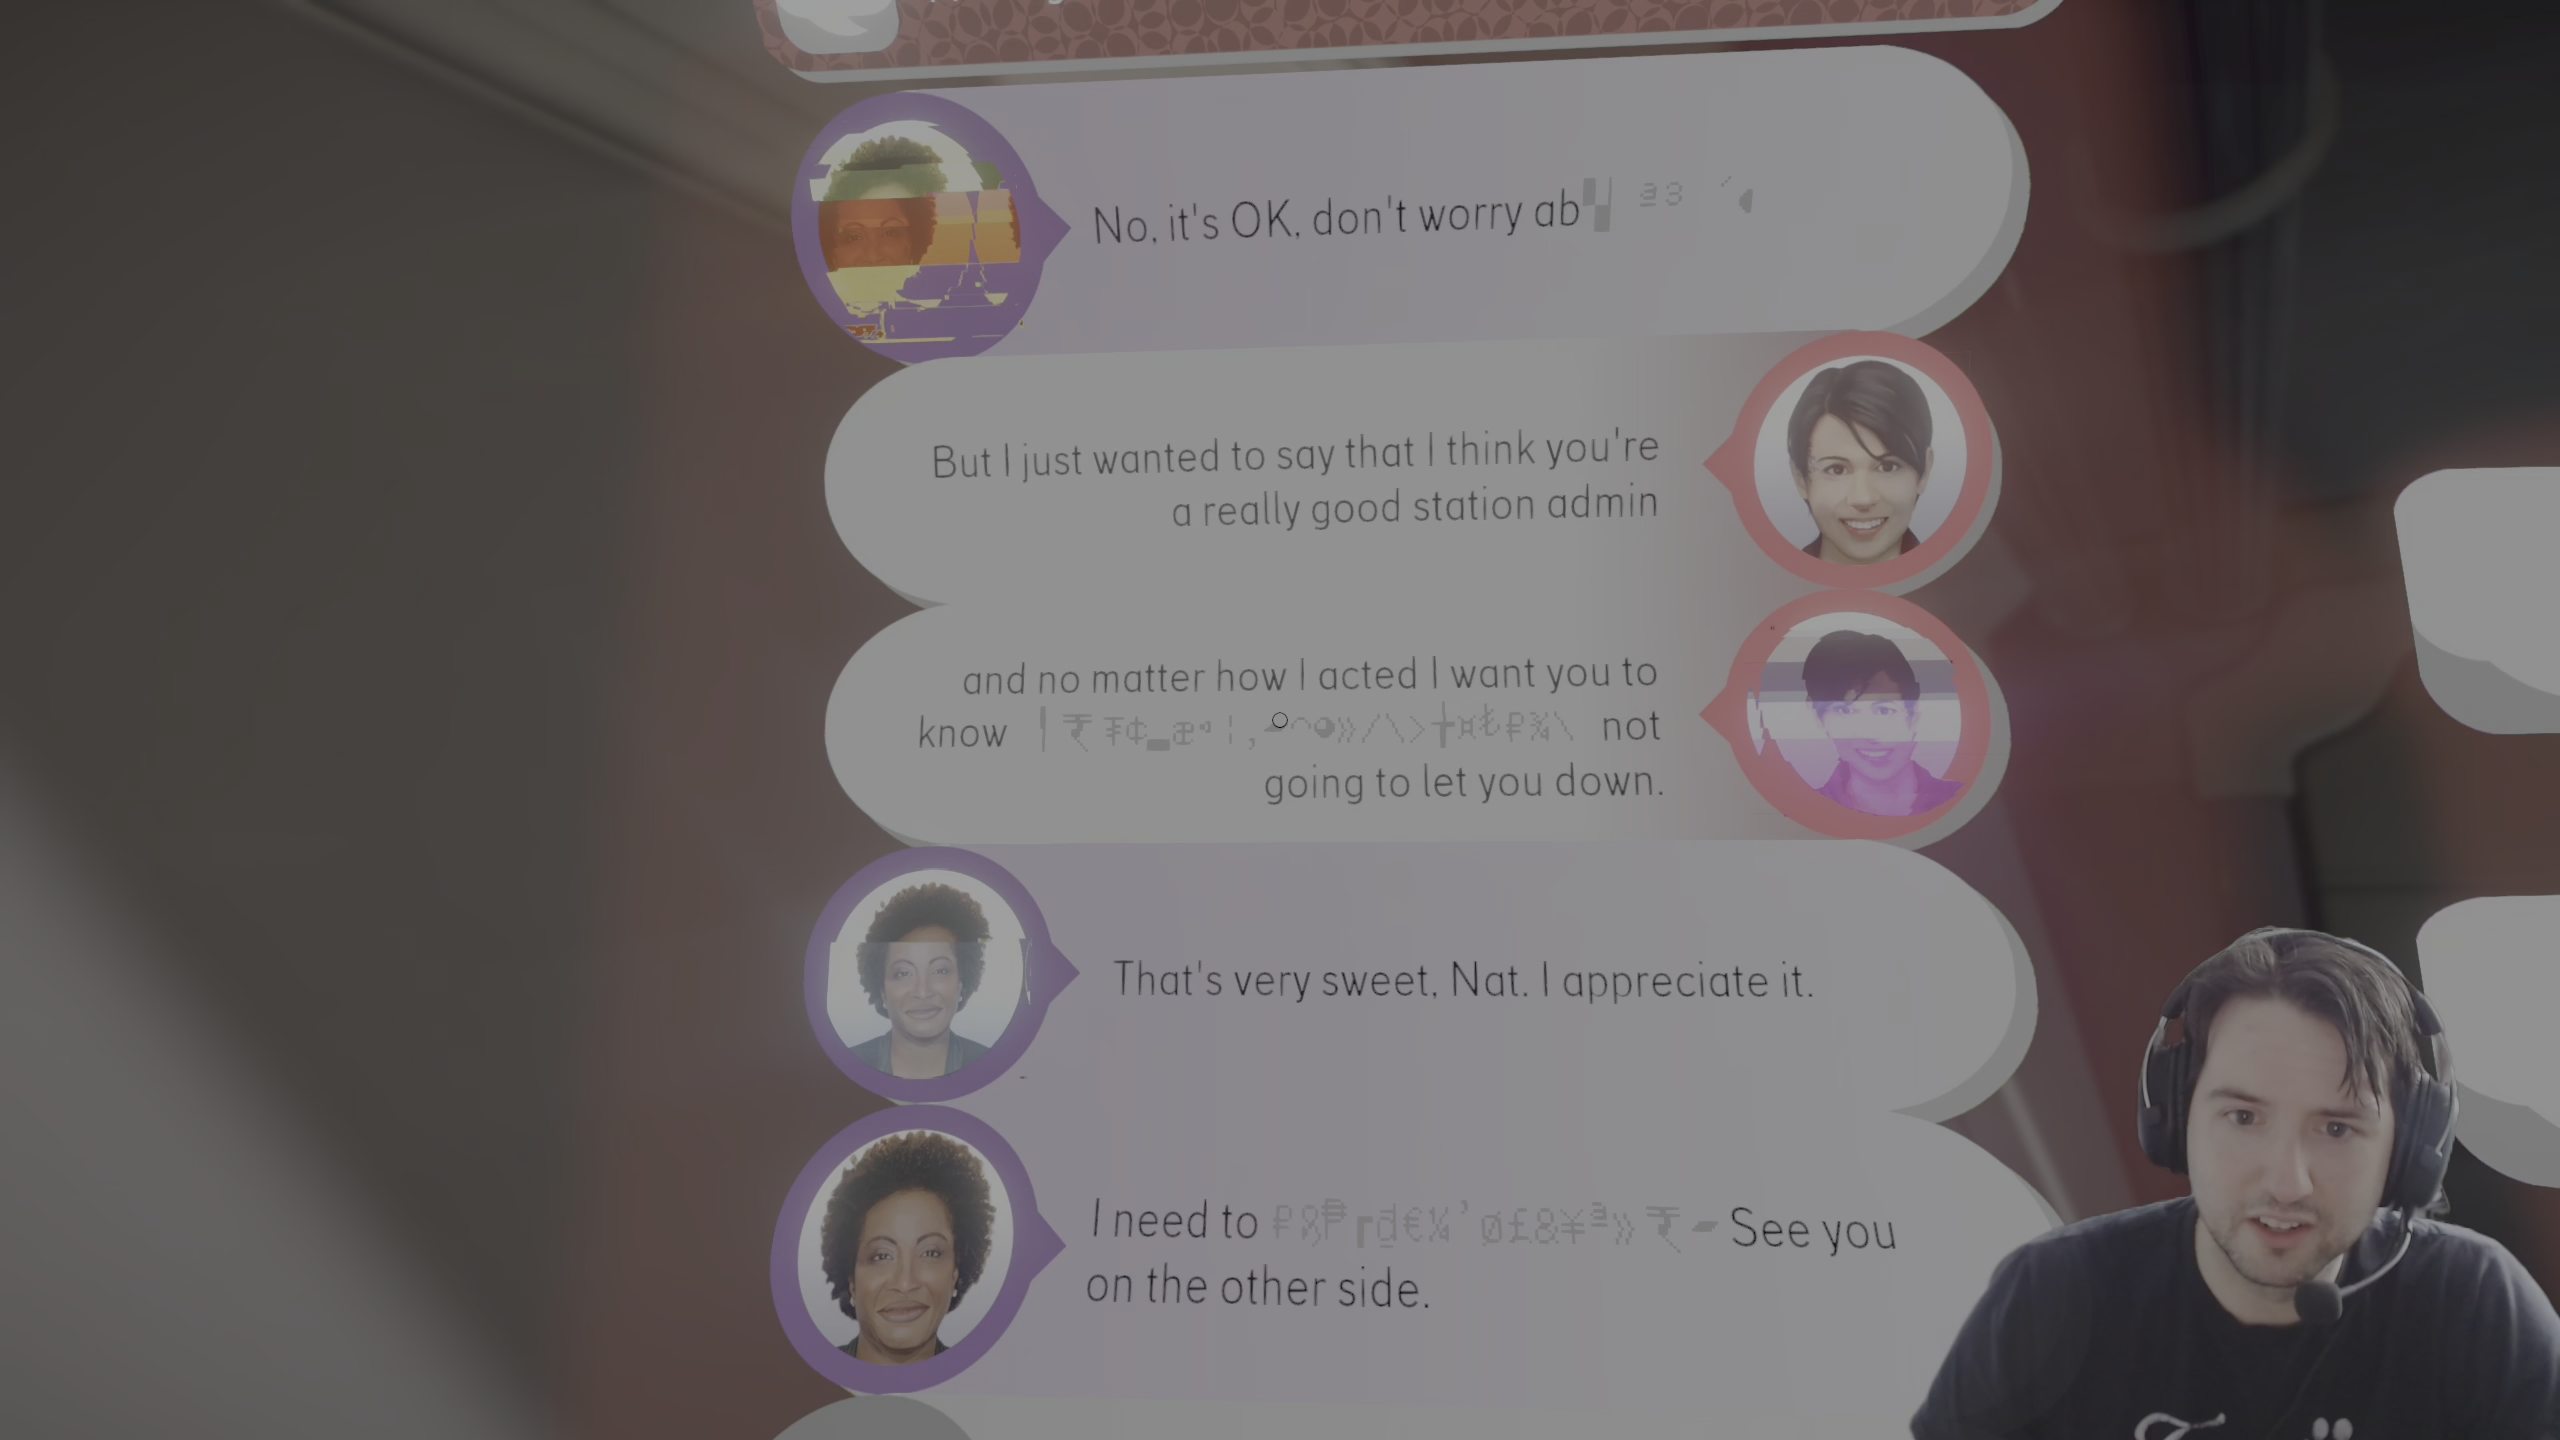 No, it's OK, don't worry ab
But I just wanted to say that I think you're
a really good station admin
and no matter how I acted I want you to
know not
going to let you down.
That's very sweet, Nat. I appreciate it.
I need to See you
on the other side.